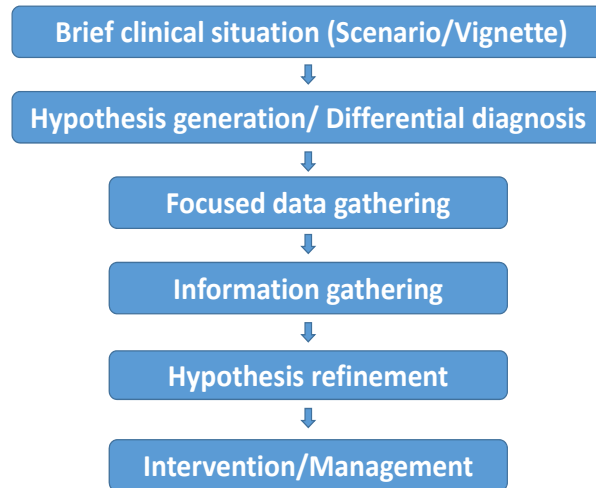 Brief clinical situation (Scenario/Vignette)
Hypothesis generation/ Differential diagnosis
Focused data gathering
Information gathering
Hypothesis refinement
Intervention/Management